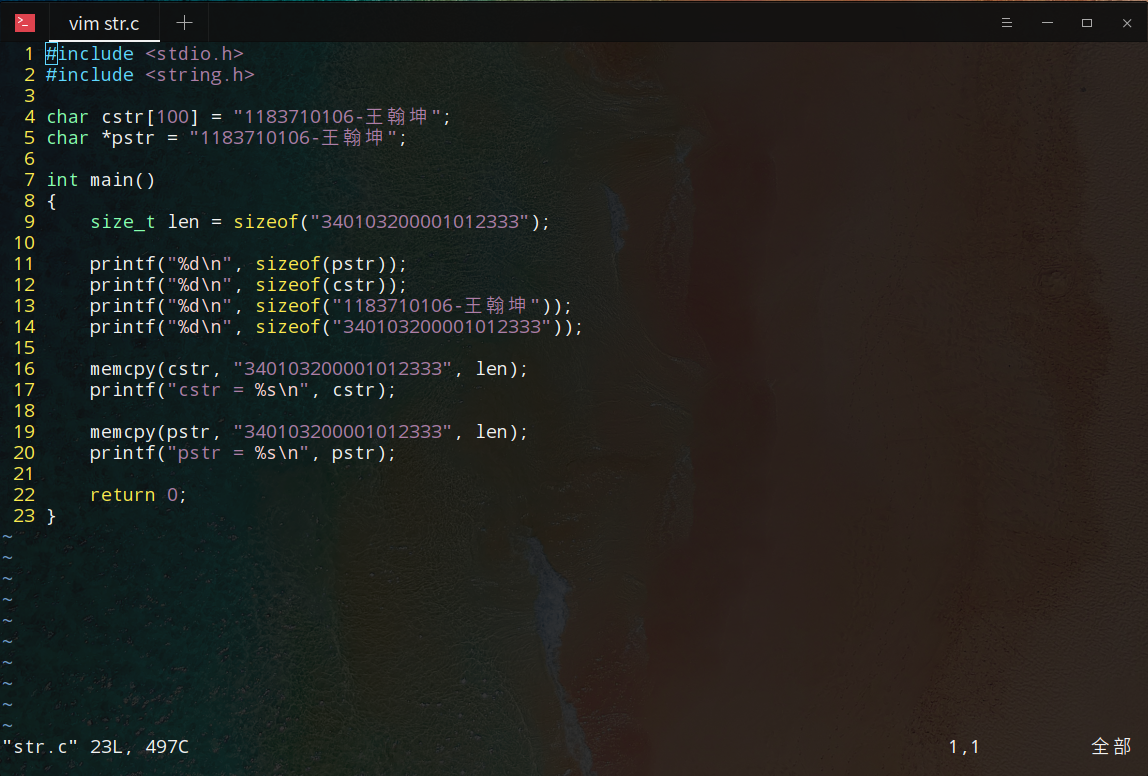 vim str.c
1 #include <stdio.h>
2 #include <string.h>
3
4 char cstr[100] = "1183710106-王翰坤";
5 char *pstr = "1183710106-王翰坤";
6
7 int main()
8 {
9     size_t len = sizeof("340103200001012333");
10
11     printf("%d\n", sizeof(pstr));
12     printf("%d\n", sizeof(cstr));
13     printf("%d\n", sizeof("1183710106-王翰坤"));
14     printf("%d\n", sizeof("340103200001012333"));
15
16     memcpy(cstr, "340103200001012333", len);
17     printf("cstr = %s\n", cstr);
18
19     memcpy(pstr, "340103200001012333", len);
20     printf("pstr = %s\n", pstr);
21
22     return 0;
23 }
~
~
~
~
~
~
~
~
~
~
"str.c" 23L, 497C 1,1 全部